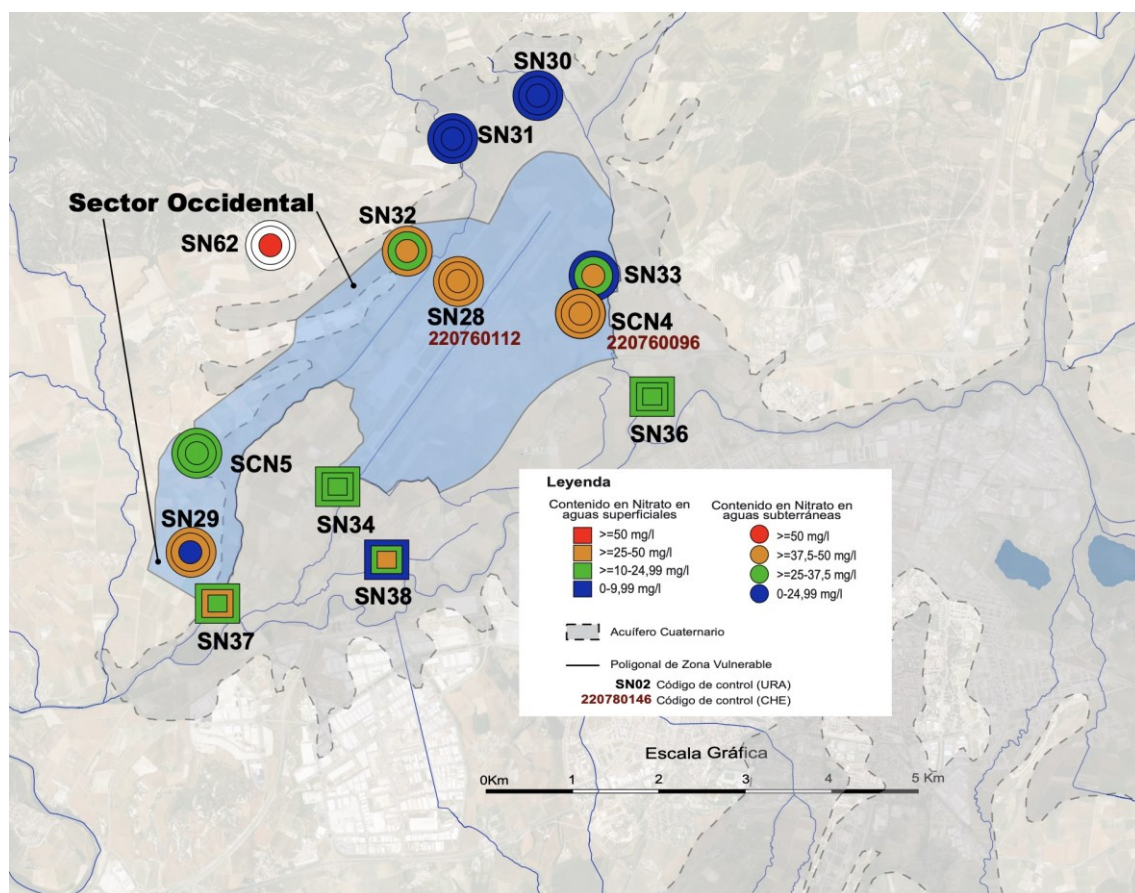 4.747.000
SN30
SN31
Sector Occidental
SN32
SN62
SN33
SN28
220760112
SCN4
220760096
SN36
SCN5
SN34
SN29
SN38
SN37
Leyenda
Contenido en Nitrato en
aguas superficiales
>=50 mg/l
>=25-50 mg/l
>=10-24,99 mg/l
0-9,99 mg/l
Contenido en Nitrato en
aguas subterráneas
>=50 mg/l
>=37,5-50 mg/l
>=25-37,5 mg/l
0-24,99 mg/l
Acuífero Cuaternario
Poligonal de Zona Vulnerable
SN02 Código de control (URA)
220780146 Código de control (CHE)
Escala Gráfica
0Km 1 2 3 4 5 Km